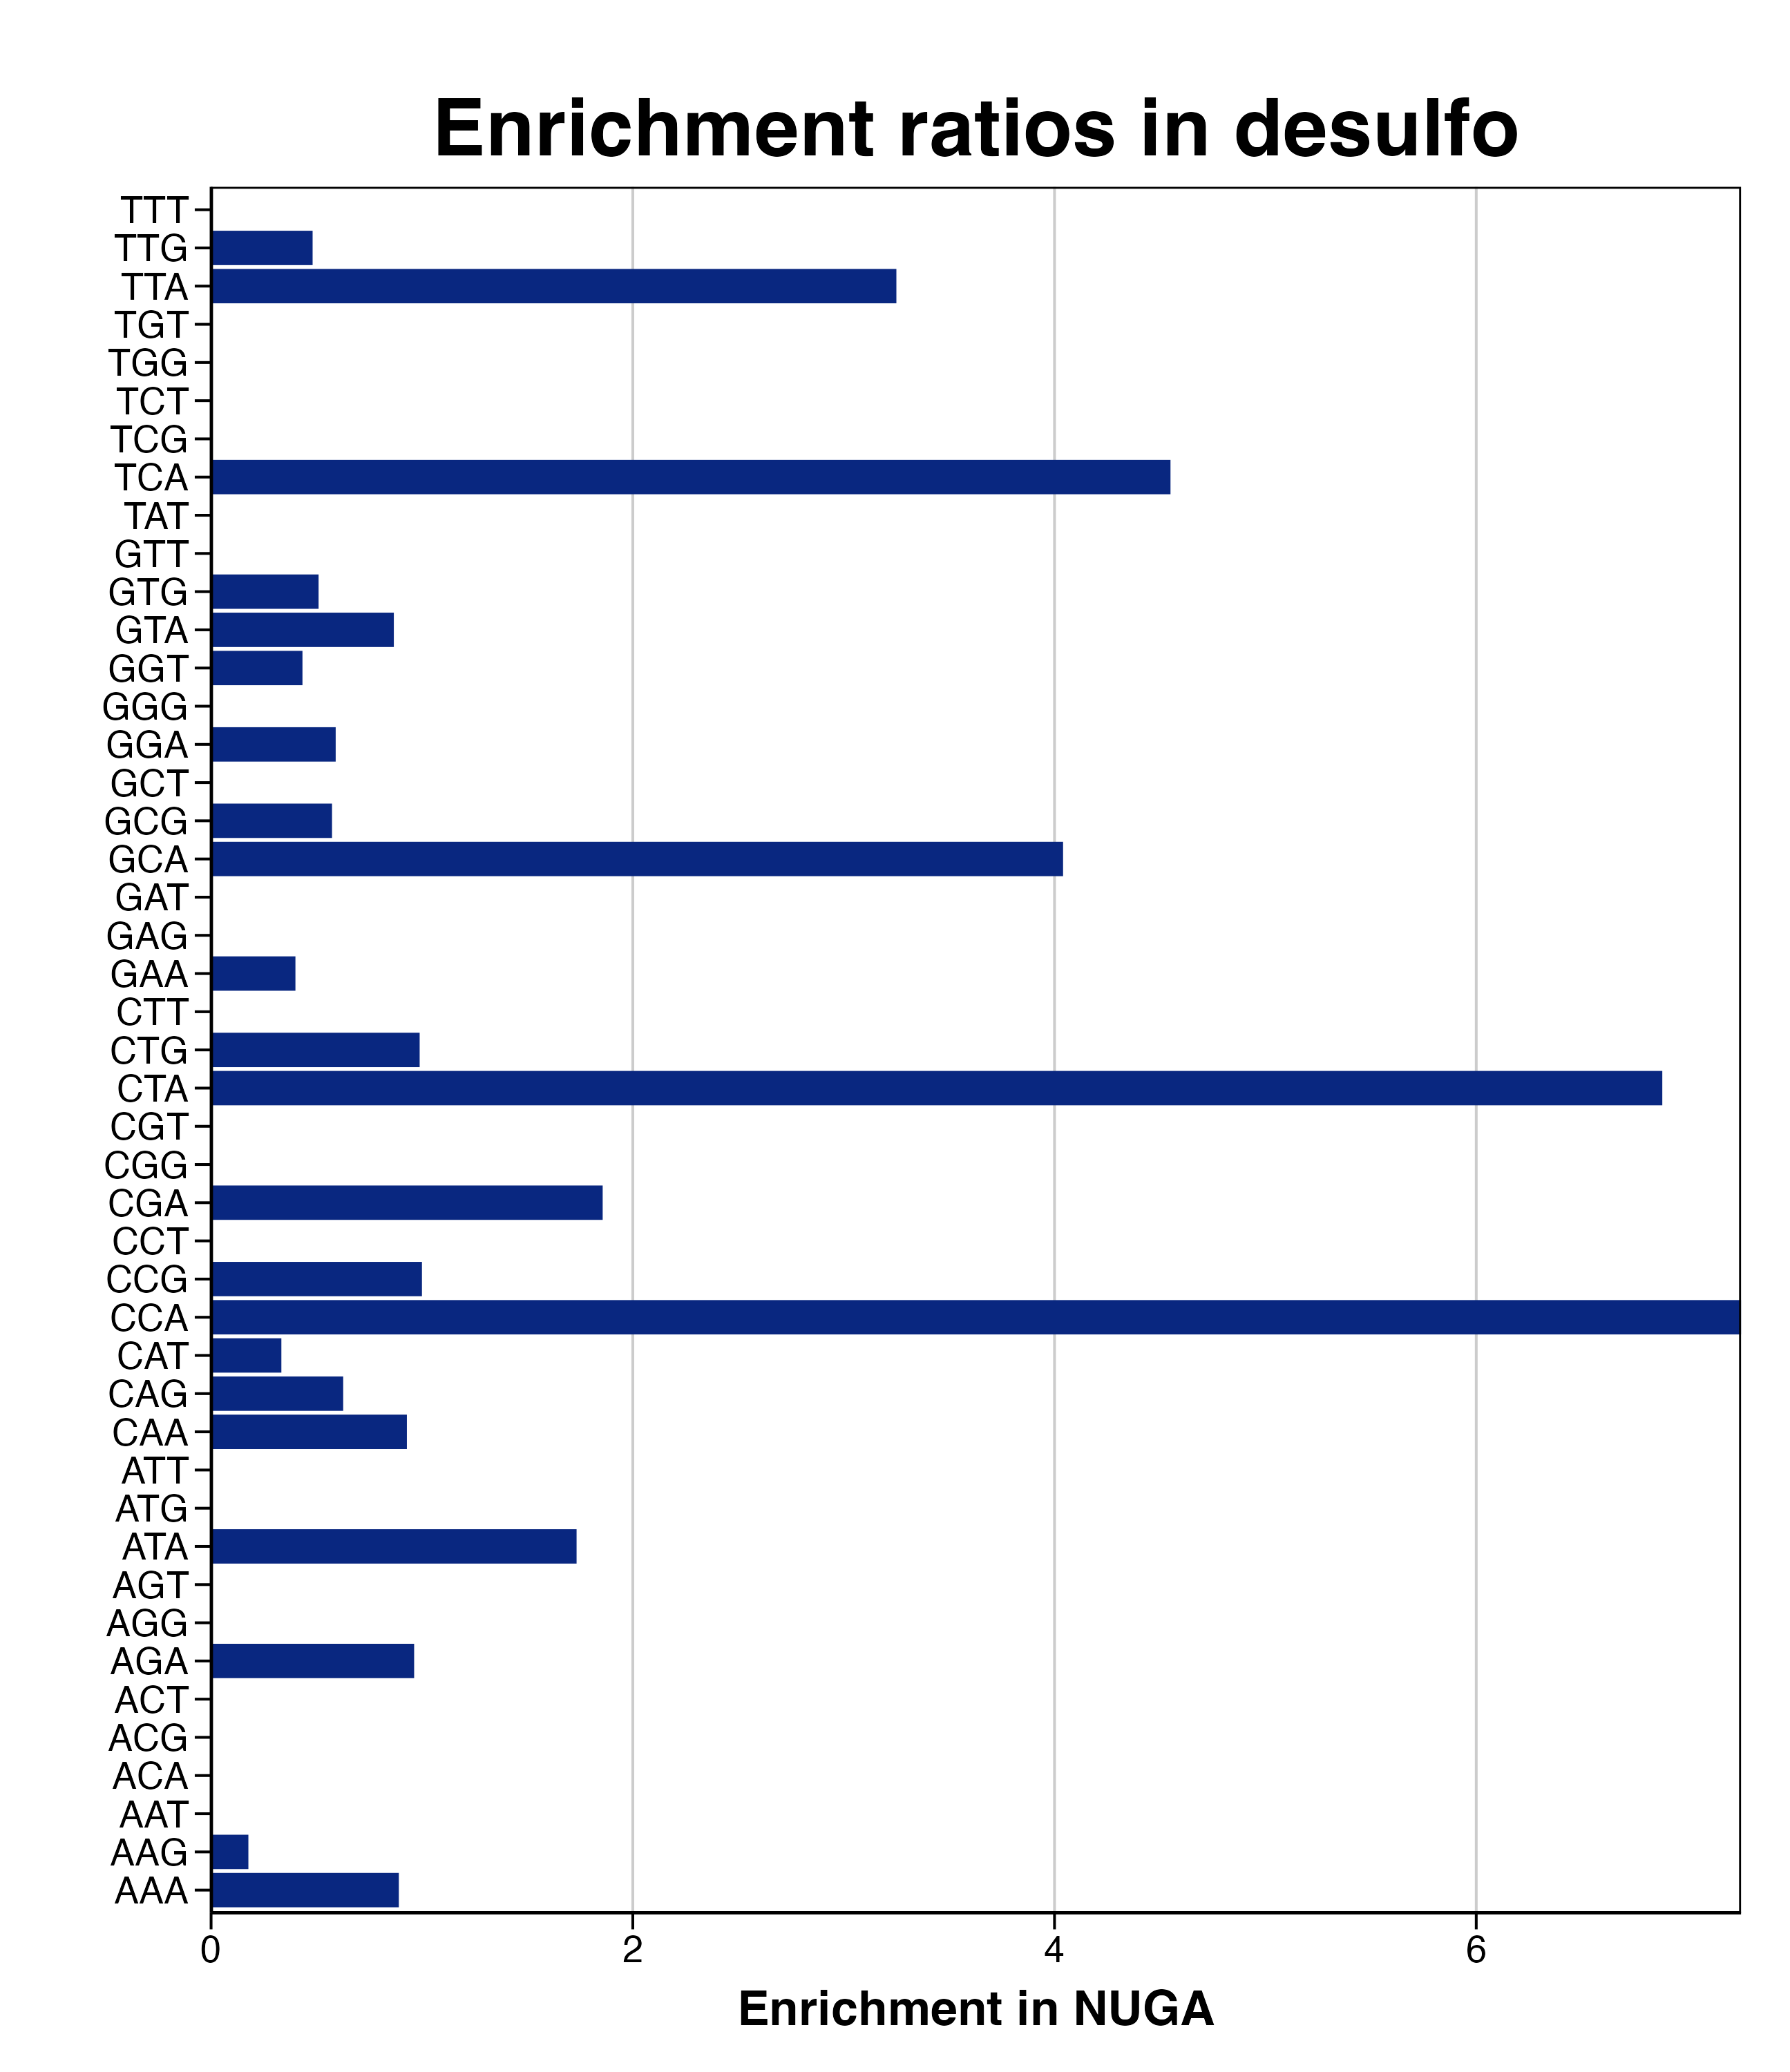 Enrichment ratios in desulfo
TTT
TTG
TTA
TGT
TGG
TCT
TCG
TCA
TAT
GTT
GTG
GTA
GGT
GGG
GGA
GCT
GCG
GCA
GAT
GAG
GAA
CTT
CTG
CTA
CGT
CGG
CGA
CCT
CCG
CCA
CAT
CAG
CAA
ATT
ATG
ATA
AGT
AGG
AGA
ACT
ACG
ACA
AAT
AAG
AAA
0 2 4 6
Enrichment in NUGA